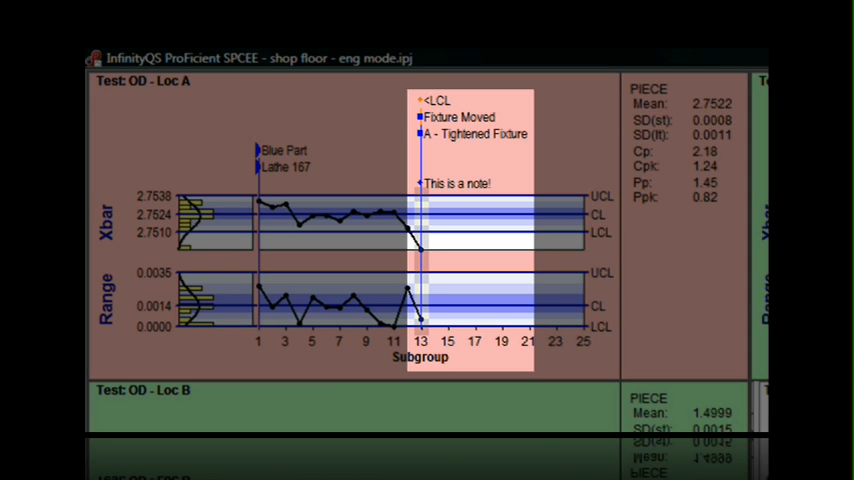 InfinityQS ProFicient SPCEE - shop floor - eng mode.ipj
Test: OD - Loc A
<LCL
Fixture Moved
A - Tightened Fixture
Blue Part
Lathe 167
This is a note!
Xbar
2.7538
2.7524
2.7510
UCL
CL
LCL
Range
0.0035
0.0014
0.0000
UCL
CL
LCL
1 3 5 7 9 11 13 15 17 19 21 23 25
Subgroup
PIECE
Mean: 2.7522
SD(st): 0.0008
SD(lt): 0.0011
Cp: 2.18
Cpk: 1.24
Pp: 1.45
Ppk: 0.82
Test: OD - Loc B
PIECE
Mean: 1.4999
SD(st): 0.0015